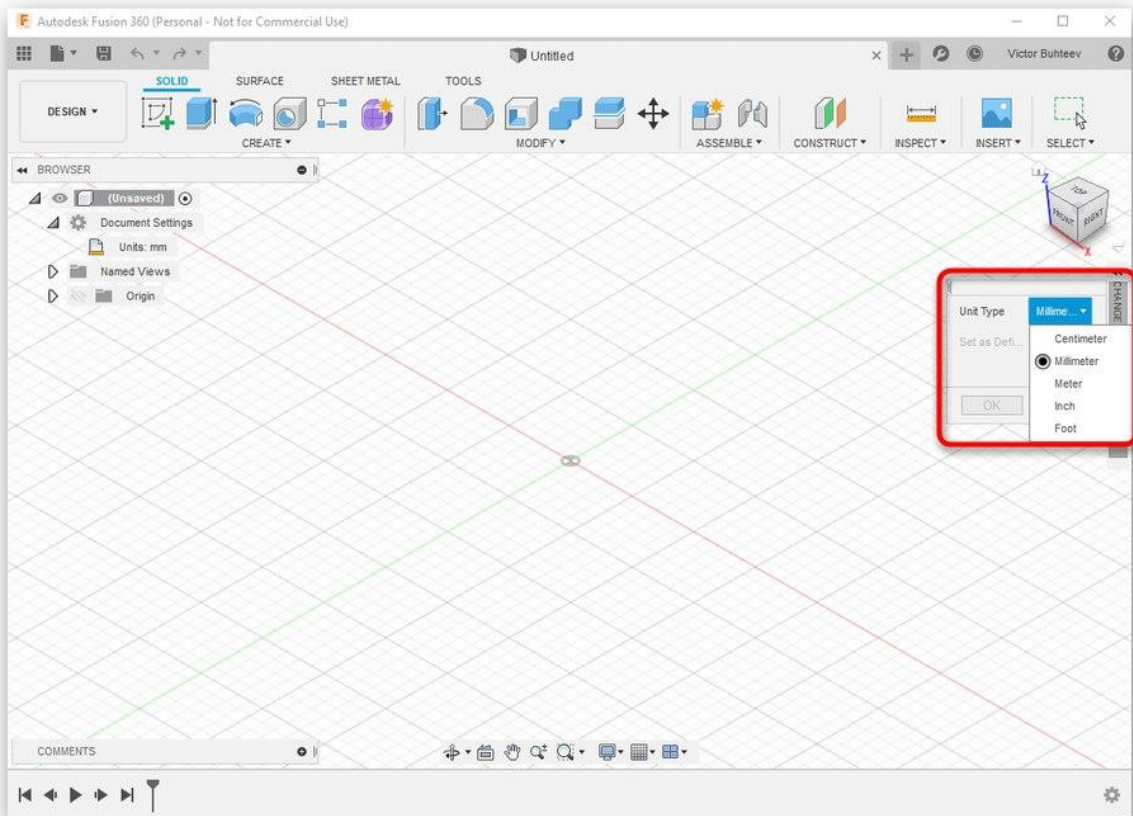 Autodesk Fusion 360 (Personal - Not for Commercial Use)
Untitled
Victor Buhteev
SOLID SURFACE SHEET METAL TOOLS
DESIGN
CREATE MODIFY ASSEMBLE CONSTRUCT INSPECT INSERT SELECT
BROWSER
(Unsaved)
Document Settings
Units: mm
Named Views
Origin
Z
TOP
FRONT RIGHT
X
CHANGE
Unit Type Millime...
Set as Defi...
Centimeter
Millimeter
Meter
OK
Inch
Foot
COMMENTS